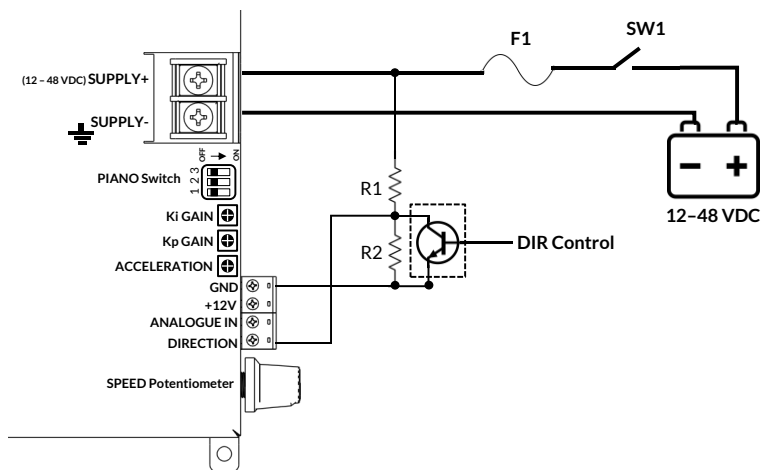 F1
SW1
(12 – 48 VDC) SUPPLY+
SUPPLY-
OFF → ON
PIANO Switch
1 2 3
12–48 VDC
R1
Ki GAIN
Kp GAIN
R2
DIR Control
ACCELERATION
GND
+12V
ANALOGUE IN
DIRECTION
SPEED Potentiometer